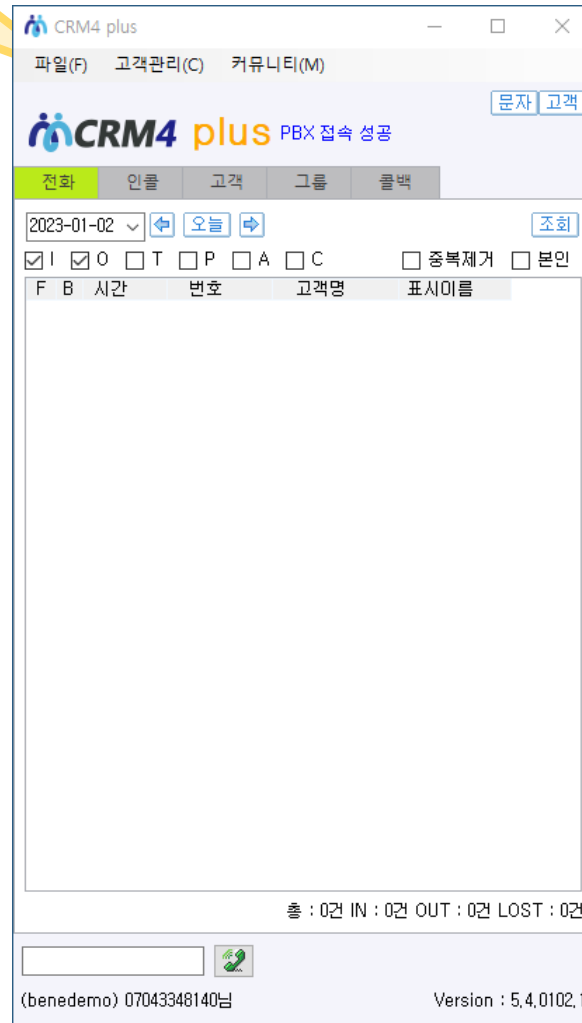 CRM4 plus
파일(F) 고객관리(C) 커뮤니티(M)
문자 고객
CRM4 plus PBX 접속 성공
전화 인콜 고객 그룹 콜백
2023-01-02 오늘 조회
I O T P A C 중복제거 본인
F B 시간 번호 고객명 표시이름
총 : 0건 IN : 0건 OUT : 0건 LOST : 0건
(benedemo) 07043348140님 Version : 5.4.0102.1